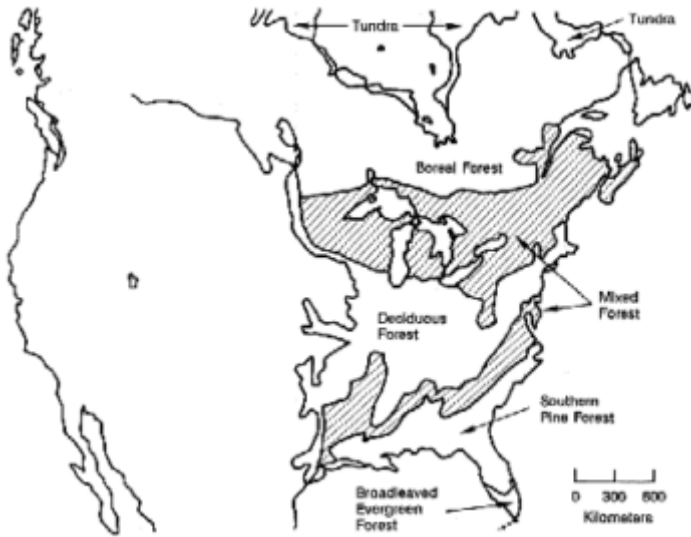 Tundra
Tundra
Boreal Forest
Mixed
Forest
Deciduous
Forest
Southern
Pine Forest
Broadleaved
Evergreen
Forest
0 300 600
Kilometers